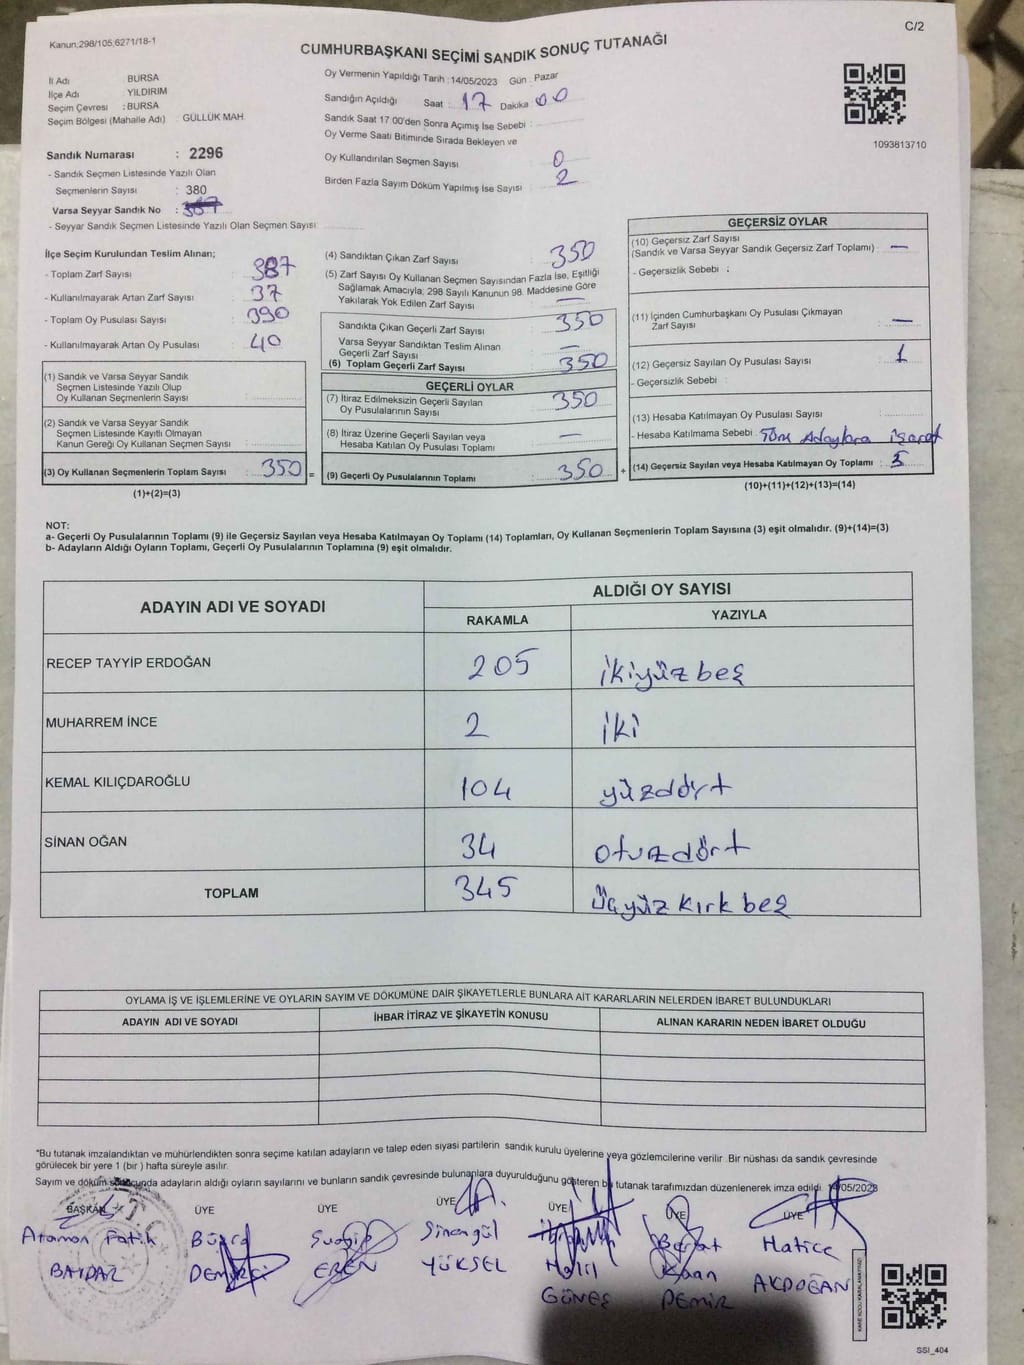 C/2
Kanun:298/105,6271/18-1
CUMHURBAŞKANI SEÇİMİ SANDIK SONUÇ TUTANAĞI
İl Adı BURSA
İlçe Adı YILDIRIM
Seçim Çevresi : BURSA
Seçim Bölgesi (Mahalle Adı) : GÜLLÜK MAH.
Sandık Numarası : 2296
- Sandık Seçmen Listesinde Yazılı Olan
Seçmenlerin Sayısı : 380
Varsa Seyyar Sandık No :
- Seyyar Sandık Seçmen Listesinde Yazılı Olan Seçmen Sayısı:
Oy Vermenin Yapıldığı Tarih : 14/05/2023 Gün : Pazar
Sandığın Açıldığı Saat : 17 Dakika 00
Sandık Saat 17:00'den Sonra Açımış İse Sebebi :
Oy Verme Saati Bitiminde Sırada Bekleyen ve
Oy Kullandırılan Seçmen Sayısı : 0
Birden Fazla Sayım Döküm Yapılmış İse Sayısı : 2
1093813710
İlçe Seçim Kurulundan Teslim Alınan;
- Toplam Zarf Sayısı : 387
- Kullanılmayarak Artan Zarf Sayısı : 37
- Toplam Oy Pusulası Sayısı : 390
- Kullanılmayarak Artan Oy Pusulası : 40
(1) Sandık ve Varsa Seyyar Sandık
Seçmen Listesinde Yazılı Olup
Oy Kullanan Seçmenlerin Sayısı :
(2) Sandık ve Varsa Seyyar Sandık
Seçmen Listesinde Kayıtlı Olmayan
Kanun Gereği Oy Kullanan Seçmen Sayısı :
(3) Oy Kullanan Seçmenlerin Toplam Sayısı : 350 =
(1)+(2)=(3)
(4) Sandıktan Çıkan Zarf Sayısı : 350
(5) Zarf Sayısı Oy Kullanan Seçmen Sayısından Fazla İse, Eşitliği
Sağlamak Amacıyla; 298 Sayılı Kanunun 98. Maddesine Göre
Yakılarak Yok Edilen Zarf Sayısı : —
Sandıkta Çıkan Geçerli Zarf Sayısı : 350
Varsa Seyyar Sandıktan Teslim Alınan
Geçerli Zarf Sayısı : —
(6) Toplam Geçerli Zarf Sayısı : 350
GEÇERLİ OYLAR
(7) İtiraz Edilmeksizin Geçerli Sayılan
Oy Pusulalarının Sayısı : 350
(8) İtiraz Üzerine Geçerli Sayılan veya
Hesaba Katılan Oy Pusulası Toplamı : —
(9) Geçerli Oy Pusulalarının Toplamı : 350 +
GEÇERSİZ OYLAR
(10) Geçersiz Zarf Sayısı
(Sandık ve Varsa Seyyar Sandık Geçersiz Zarf Toplamı) : —
- Geçersizlik Sebebi :
(11) İçinden Cumhurbaşkanı Oy Pusulası Çıkmayan
Zarf Sayısı : —
(12) Geçersiz Sayılan Oy Pusulası Sayısı : 1
- Geçersizlik Sebebi :
(13) Hesaba Katılmayan Oy Pusulası Sayısı :
- Hesaba Katılmama Sebebi : Tüm Adaylara işaret
(14) Geçersiz Sayılan veya Hesaba Katılmayan Oy Toplamı : 5
(10)+(11)+(12)+(13)=(14)
NOT:
a- Geçerli Oy Pusulalarının Toplamı (9) ile Geçersiz Sayılan veya Hesaba Katılmayan Oy Toplamı (14) Toplamları, Oy Kullanan Seçmenlerin Toplam Sayısına (3) eşit olmalıdır. (9)+(14)=(3)
b- Adayların Aldığı Oyların Toplamı, Geçerli Oy Pusulalarının Toplamına (9) eşit olmalıdır.
ADAYIN ADI VE SOYADI ALDIĞI OY SAYISI
RAKAMLA YAZIYLA
RECEP TAYYİP ERDOĞAN 205 ikiyüzbeş
MUHARREM İNCE 2 iki
KEMAL KILIÇDAROĞLU 104 yüzdört
SİNAN OĞAN 34 otuzdört
TOPLAM 345 üçyüz kırk beş
OYLAMA İŞ VE İŞLEMLERİNE VE OYLARIN SAYIM VE DÖKÜMÜNE DAİR ŞİKAYETLERLE BUNLARA AİT KARARLARIN NELERDEN İBARET BULUNDUKLARI
ADAYIN ADI VE SOYADI İHBAR İTİRAZ VE ŞİKAYETİN KONUSU ALINAN KARARIN NEDEN İBARET OLDUĞU
"Bu tutanak imzalandıktan ve mühürlendikten sonra seçime katılan adayların ve talep eden siyasi partilerin sandık kurulu üyelerine veya gözlemcilerine verilir. Bir nüshası da sandık çevresinde
görülecek bir yere 1 (bir ) hafta süreyle asılır.
Sayım ve döküm sonucunda adayların aldığı oyların sayılarını ve bunların sandık çevresinde bulunanlara duyurulduğunu gösteren bu tutanak tarafımızdan düzenlenerek imza edildi. 14/05/2023
BAŞKAN ÜYE ÜYE ÜYE ÜYE ÜYE ÜYE
T.C.
Ataman Fatih Büşra Sinangül Berat Hatice
BAYDAR DEMİRCİ EREN YÜKSEL Halil Kaan AKDOĞAN
GÜNEŞ DEMİR
SSI_404